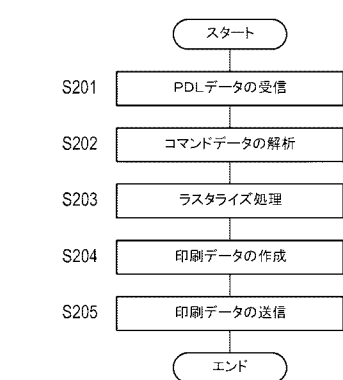 スタート
S201 PDLデータの受信
S202 コマンドデータの解析
S203 ラスタライズ処理
S204 印刷データの作成
S205 印刷データの送信
エンド